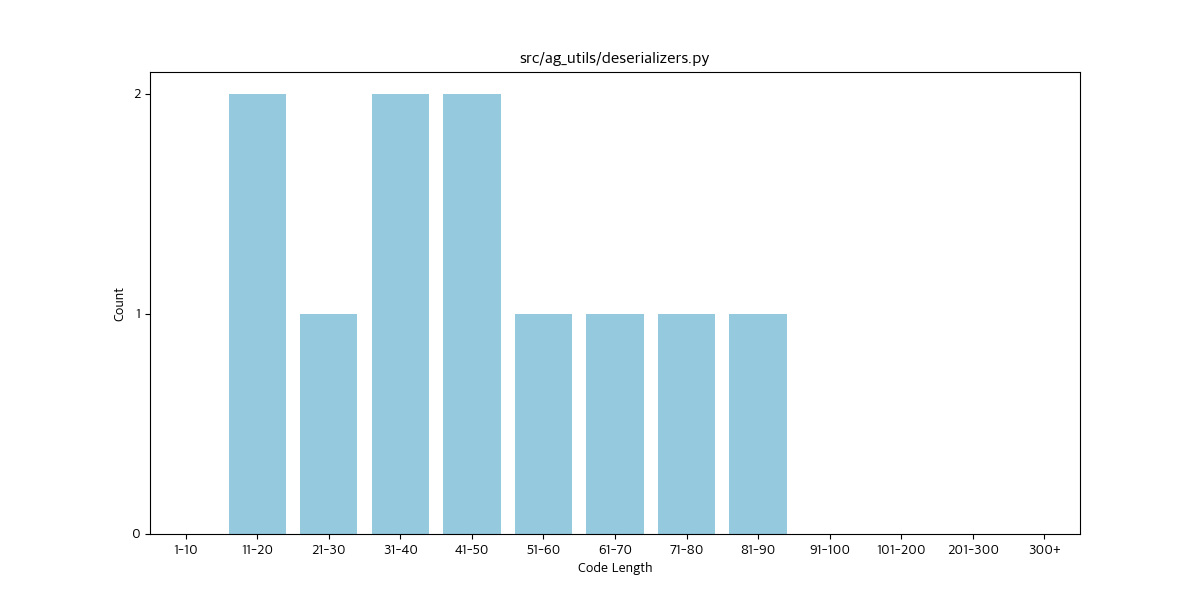 src/ag_utils/deserializers.py
2
1
0
Count
1-10 11-20 21-30 31-40 41-50 51-60 61-70 71-80 81-90 91-100 101-200 201-300 300+
Code Length